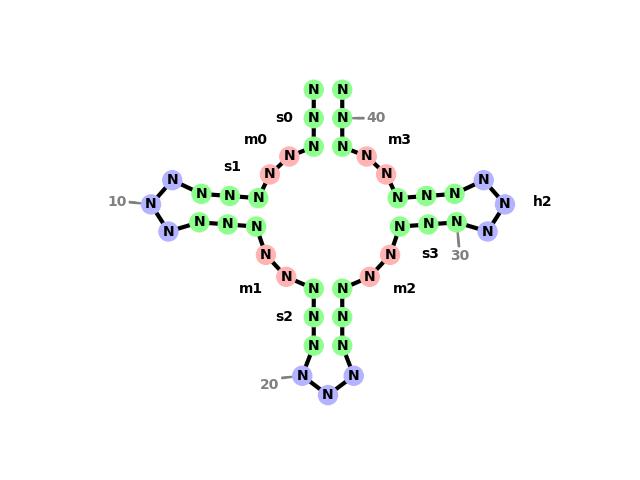 N N
s0 N N 40
m0 N N m3
N N
s1
N N
N N
N N N N N N
10 N N h2
N N N N N N N N
N N s3 30
N N
m1 N N m2
s2 N N
N N
20 N N
N